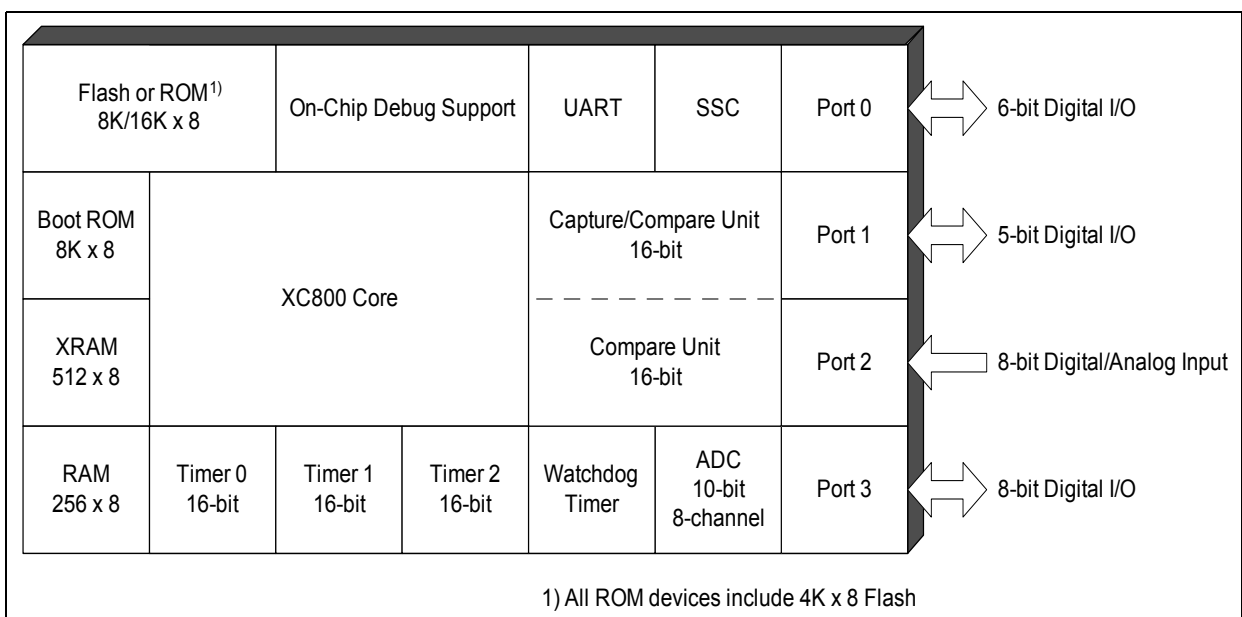 Flash or ROM1)
8K/16K x 8
On-Chip Debug Support
UART
SSC
Port 0
6-bit Digital I/O
Boot ROM
8K x 8
XC800 Core
Capture/Compare Unit
16-bit
Port 1
5-bit Digital I/O
XRAM
512 x 8
Compare Unit
16-bit
Port 2
8-bit Digital/Analog Input
RAM
256 x 8
Timer 0
16-bit
Timer 1
16-bit
Timer 2
16-bit
Watchdog
Timer
ADC
10-bit
8-channel
Port 3
8-bit Digital I/O
1) All ROM devices include 4K x 8 Flash